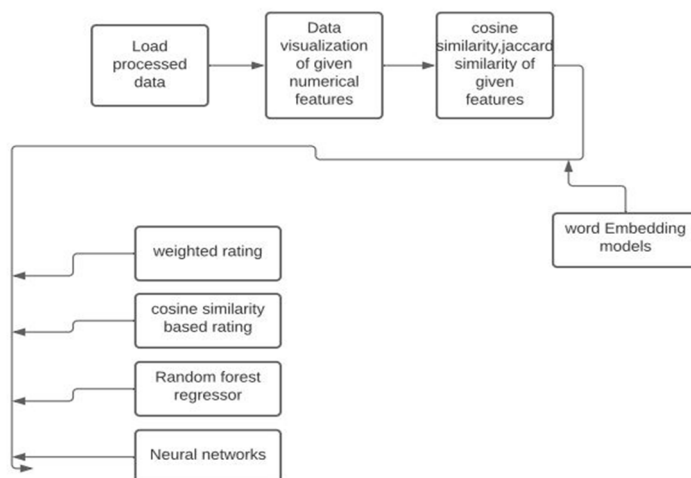 Load
processed
data
Data
visualization
of given
numerical
features
cosine
similarity,jaccard
similarity of
given
features
word Embedding
models
weighted rating
cosine similarity
based rating
Random forest
regressor
Neural networks